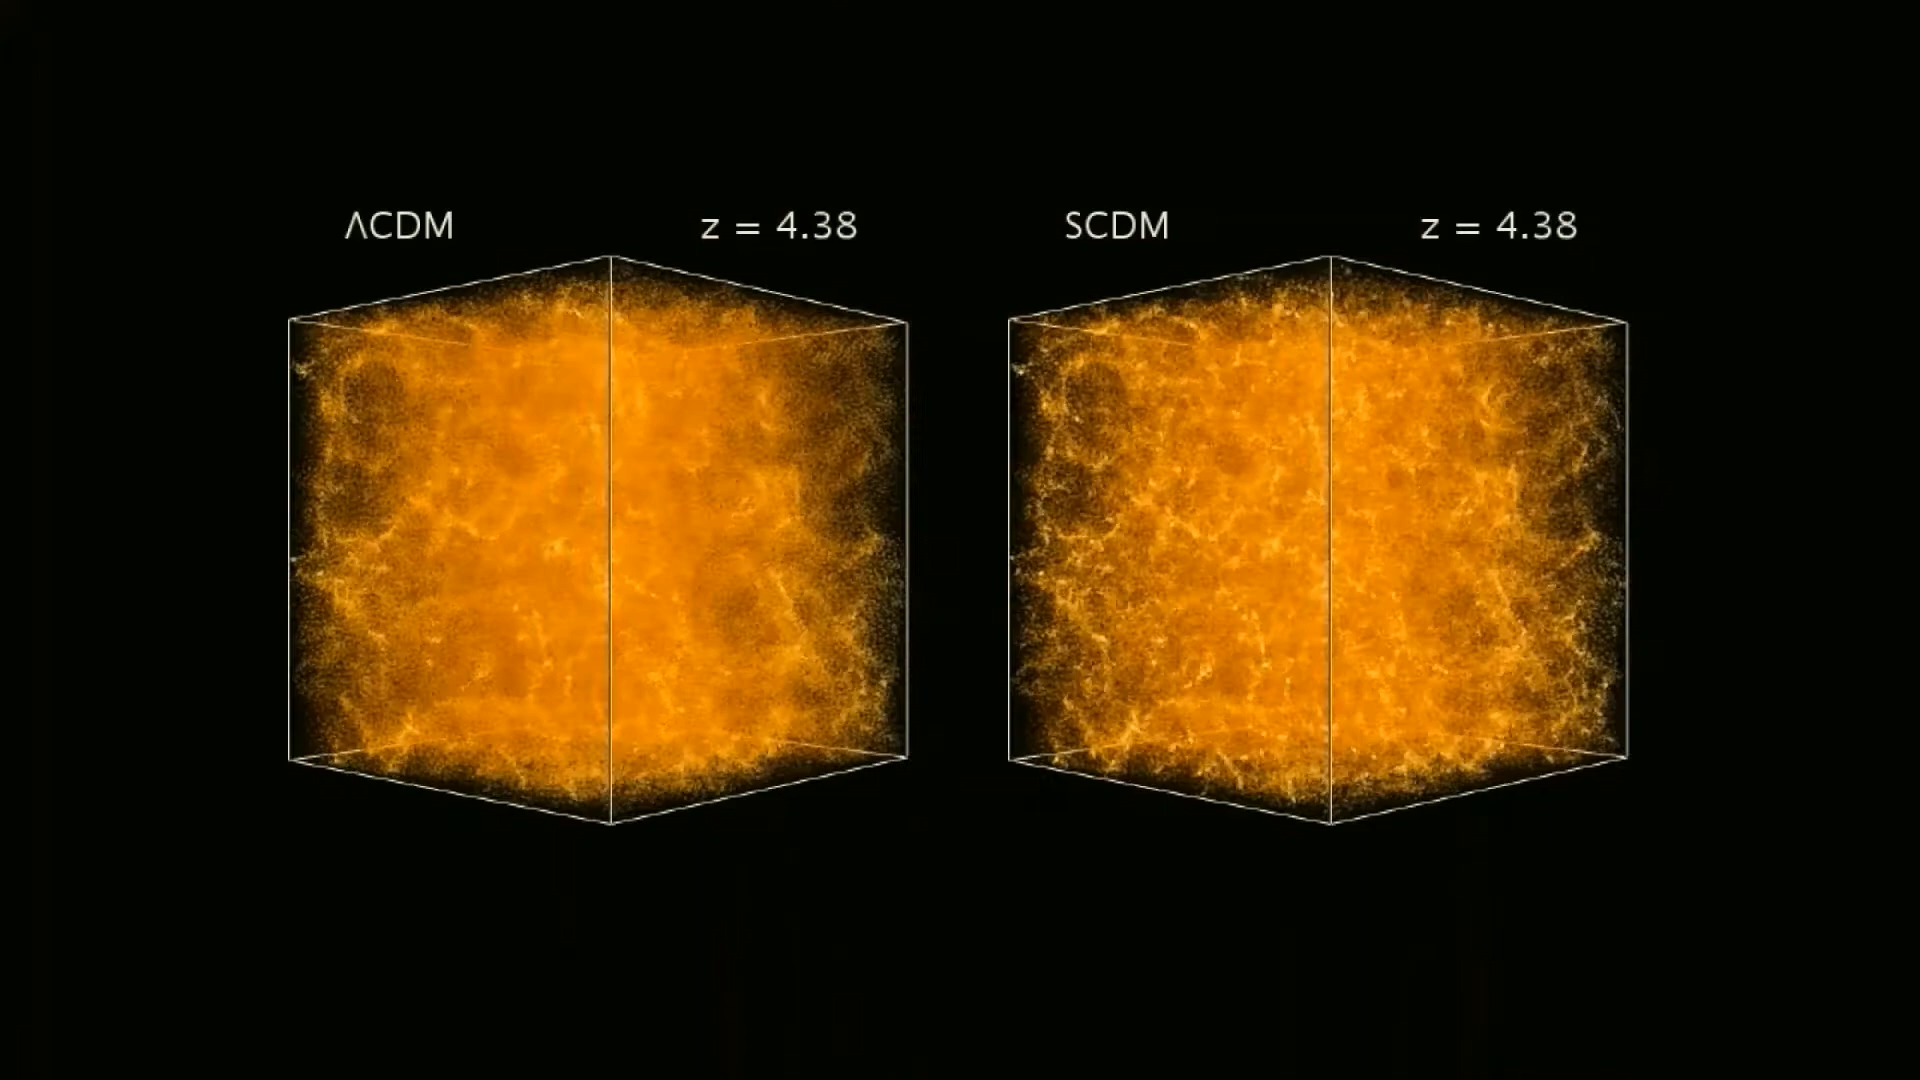 ΛCDM z = 4.38
SCDM z = 4.38